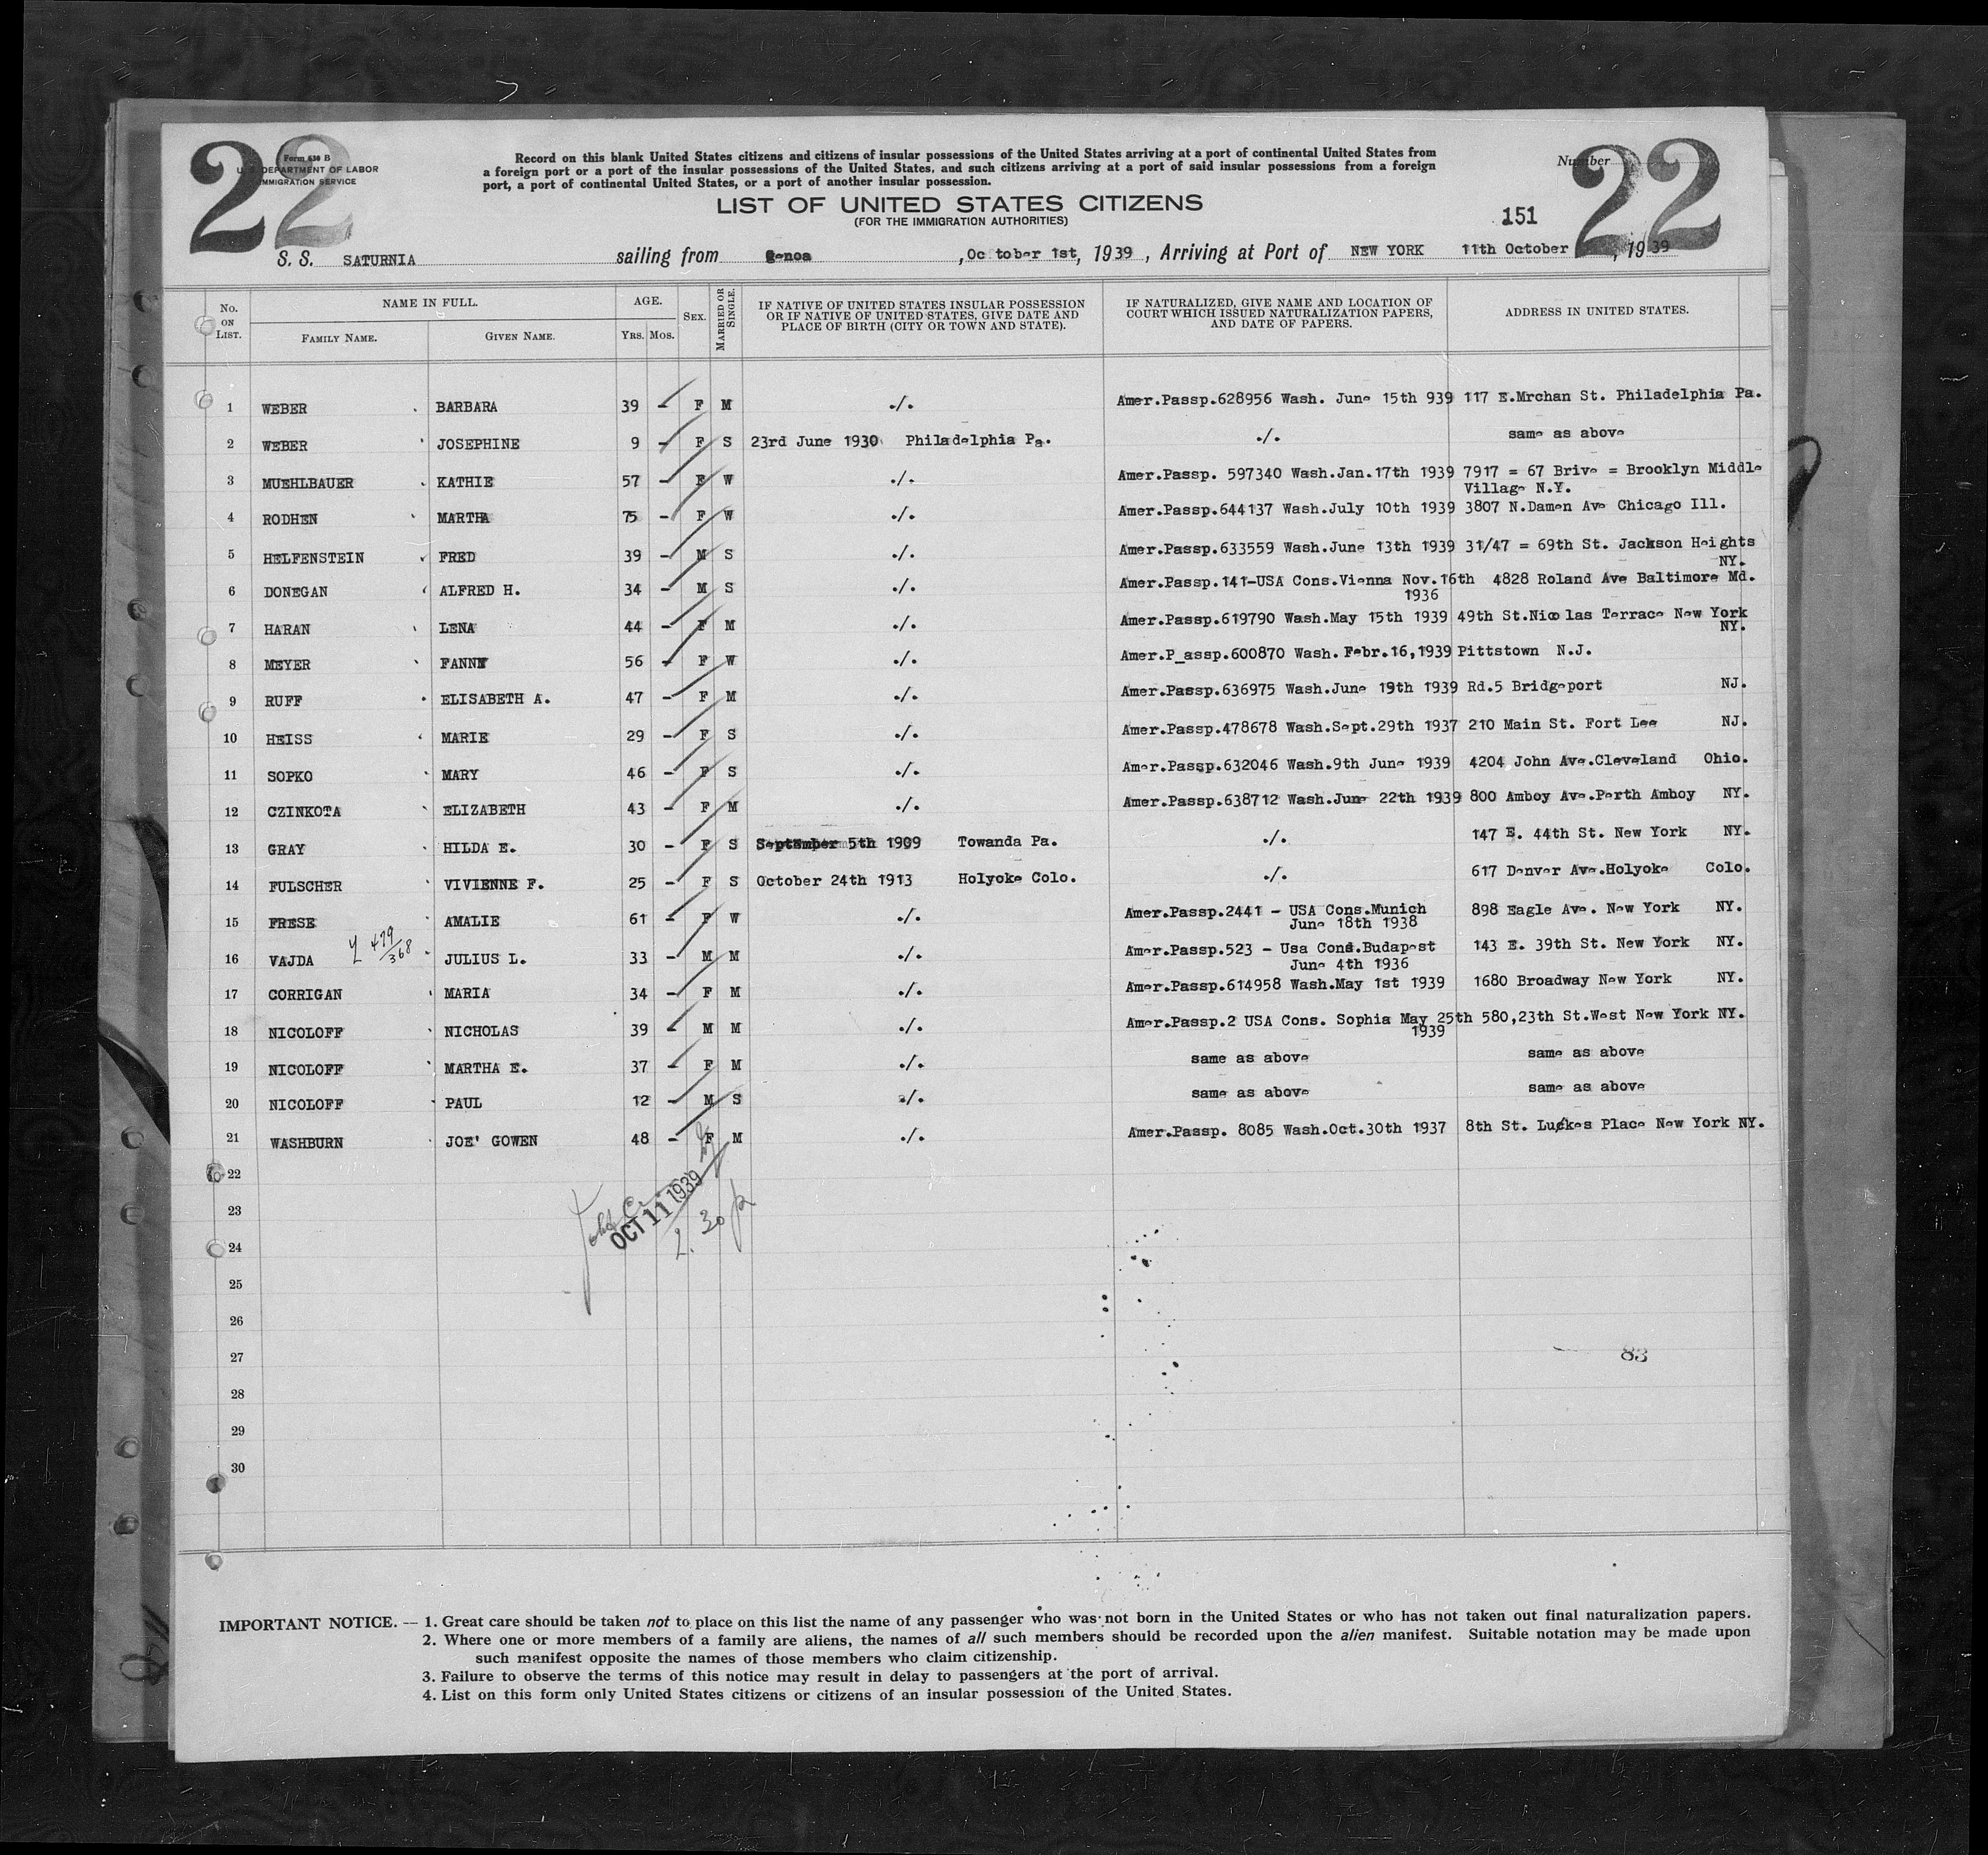 22
Form 630 B
U. S. DEPARTMENT OF LABOR
IMMIGRATION SERVICE
Record on this blank United States citizens and citizens of insular possessions of the United States arriving at a port of continental United States from
a foreign port or a port of the insular possessions of the United States, and such citizens arriving at a port of said insular possessions from a foreign
port, a port of continental United States, or a port of another insular possession.
Number 22
LIST OF UNITED STATES CITIZENS
(FOR THE IMMIGRATION AUTHORITIES)
151
S. S. SATURNIA sailing from Genoa , October 1st, 1939 , Arriving at Port of NEW YORK 11th October , 1939
No. ON LIST. NAME IN FULL. FAMILY NAME. GIVEN NAME. AGE. YRS. MOS. SEX. MARRIED OR SINGLE. IF NATIVE OF UNITED STATES INSULAR POSSESSION OR IF NATIVE OF UNITED STATES, GIVE DATE AND PLACE OF BIRTH (CITY OR TOWN AND STATE). IF NATURALIZED, GIVE NAME AND LOCATION OF COURT WHICH ISSUED NATURALIZATION PAPERS, AND DATE OF PAPERS. ADDRESS IN UNITED STATES.
1 WEBER BARBARA 39 - F M ./. Amer.Passp.628956 Wash. June 15th 939 117 E.Mrchan St. Philadelphia Pa.
2 WEBER JOSEPHINE 9 - F S 23rd June 1930 Philadelphia Pa. ./. same as above
3 MUEHLBAUER KATHIE 57 - F W ./. Amer.Passp. 597340 Wash.Jan.17th 1939 7917 = 67 Brive = Brooklyn Middle
Village N.Y.
4 RODHEN MARTHA 75 - F W ./. Amer.Passp.644137 Wash.July 10th 1939 3807 N.Damen Ave Chicago Ill.
5 HELFENSTEIN FRED 39 - M S ./. Amer.Passp.633559 Wash.June 13th 1939 31/47 = 69th St. Jackson Heights
NY.
6 DONEGAN ALFRED H. 34 - M S ./. Amer.Passp.141-USA Cons.Vienna Nov.16th 4828 Roland Ave Baltimore Md.
1936
7 HARAN LENA 44 - F M ./. Amer.Passp.619790 Wash.May 15th 1939 49th St.Nicolas Terrace New York
NY.
8 MEYER FANNY 56 - F W ./. Amer.P_assp.600870 Wash. Febr.16,1939 Pittstown N.J.
9 RUFF ELISABETH A. 47 - F M ./. Amer.Passp.636975 Wash.June 19th 1939 Rd.5 Bridgeport NJ.
10 HEISS MARIE 29 - F S ./. Amer.Passp.478678 Wash.Sept.29th 1937 210 Main St. Fort Lee NJ.
11 SOPKO MARY 46 - F S ./. Amer.Passp.632046 Wash.9th June 1939 4204 John Ave.Cleveland Ohio.
12 CZINKOTA ELIZABETH 43 - F M ./. Amer.Passp.638712 Wash.June 22th 1939 800 Amboy Ave.Perth Amboy NY.
13 GRAY HILDA E. 30 - F S September 5th 1909 Towanda Pa. ./. 147 E. 44th St. New York NY.
14 FULSCHER VIVIENNE F. 25 - F S October 24th 1913 Holyoke Colo. ./. 617 Denver Ave.Holyoke Colo.
15 FRESE AMALIE 61 - F W ./. Amer.Passp.2441 - USA Cons.Munich 898 Eagle Ave. New York NY.
June 18th 1938
479/368
16 VAJDA JULIUS L. 33 - M M ./. Amer.Passp.523 - Usa Cons.Budapest 143 E. 39th St. New York NY.
June 4th 1936
17 CORRIGAN MARIA 34 - F M ./. Amer.Passp.614958 Wash.May 1st 1939 1680 Broadway New York NY.
18 NICOLOFF NICHOLAS 39 - M M ./. Amer.Passp.2 USA Cons. Sophia May 25th 580,23th St.West New York NY.
1939
19 NICOLOFF MARTHA E. 37 - F M ./. same as above same as above
20 NICOLOFF PAUL 12 - M S ./. same as above same as above
21 WASHBURN JOE' GOWEN 48 - F M ./. Amer.Passp. 8085 Wash.Oct.30th 1937 8th St. Luckes Place New York NY.
22
23
OCT 11 1939
2.30 p
24
25
26
27
83
28
29
30
IMPORTANT NOTICE. — 1. Great care should be taken not to place on this list the name of any passenger who was not born in the United States or who has not taken out final naturalization papers.
2. Where one or more members of a family are aliens, the names of all such members should be recorded upon the alien manifest. Suitable notation may be made upon
such manifest opposite the names of those members who claim citizenship.
3. Failure to observe the terms of this notice may result in delay to passengers at the port of arrival.
4. List on this form only United States citizens or citizens of an insular possession of the United States.